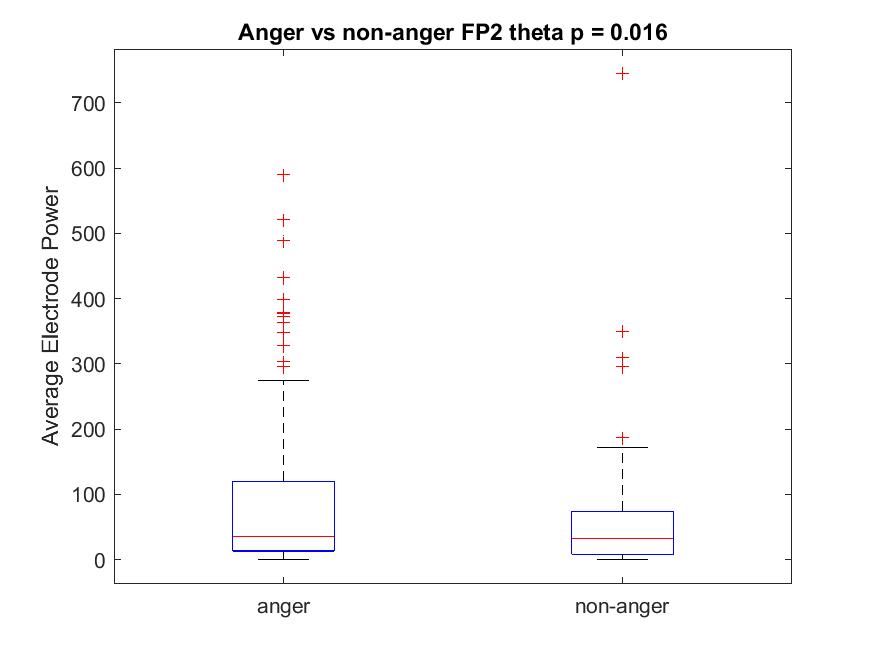 Anger vs non-anger FP2 theta p = 0.016
Average Electrode Power
700
600
500
400
300
200
100
0
anger non-anger